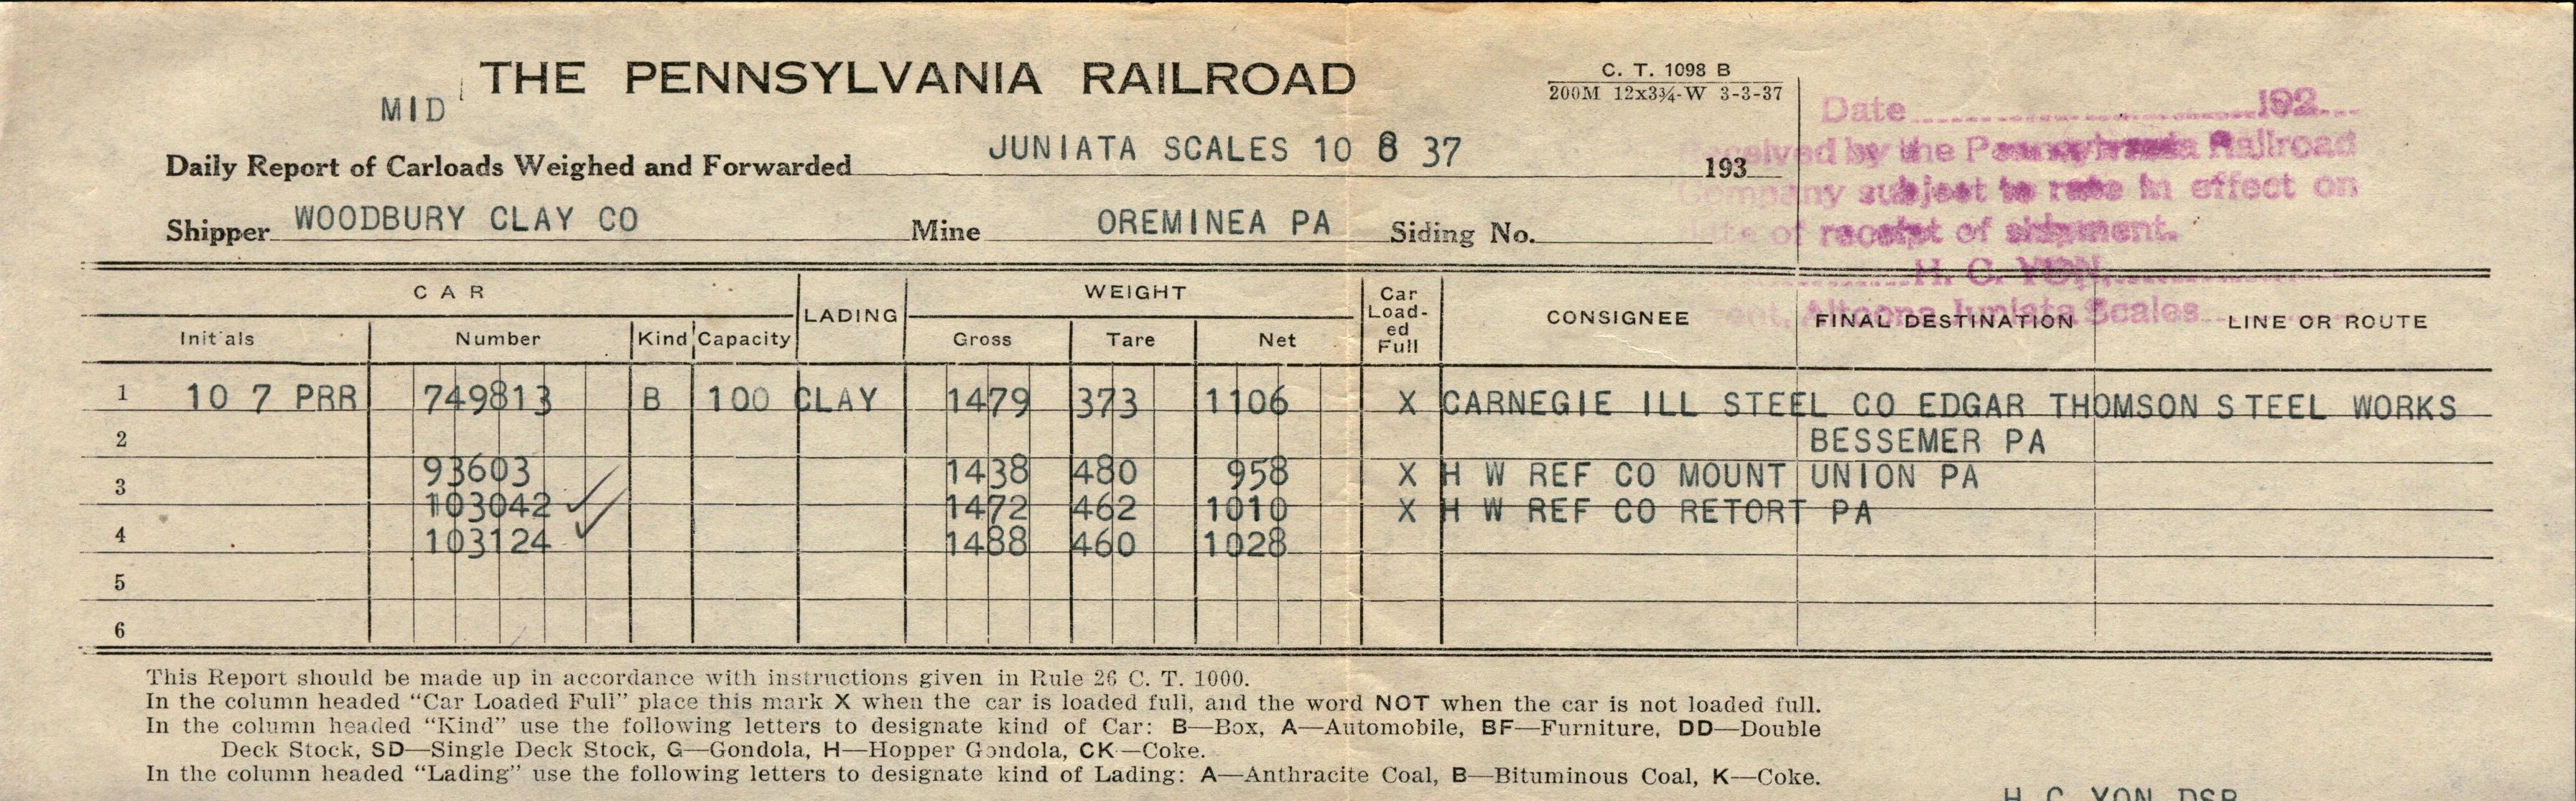 THE PENNSYLVANIA RAILROAD
C. T. 1098 B
200M 12x3¾-W 3-3-37
MID
Date 192
Received by the Pennsylvania Railroad
Company subject to rate in effect on
date of receipt of shipment.
H. C. YON,
Agent, Altoona Juniata Scales
Daily Report of Carloads Weighed and Forwarded JUNIATA SCALES 10 8 37 193
Shipper WOODBURY CLAY CO Mine OREMINEA PA Siding No.
CAR LADING WEIGHT Car Load-ed Full CONSIGNEE FINAL DESTINATION LINE OR ROUTE
Initials Number Kind Capacity Gross Tare Net
1 10 7 PRR 749813 B 100 CLAY 1479 373 1106 X CARNEGIE ILL STEEL CO EDGAR THOMSON STEEL WORKS
2 BESSEMER PA
93603 1438 480 958 X H W REF CO MOUNT UNION PA
3 103042 1472 462 1010 X H W REF CO RETORT PA
4 103124 1488 460 1028
5
6
This Report should be made up in accordance with instructions given in Rule 26 C. T. 1000.
In the column headed “Car Loaded Full” place this mark X when the car is loaded full, and the word NOT when the car is not loaded full.
In the column headed “Kind” use the following letters to designate kind of Car: B—Box, A—Automobile, BF—Furniture, DD—Double
Deck Stock, SD—Single Deck Stock, G—Gondola, H—Hopper Gondola, CK—Coke.
In the column headed “Lading” use the following letters to designate kind of Lading: A—Anthracite Coal, B—Bituminous Coal, K—Coke.
H C YON DSR